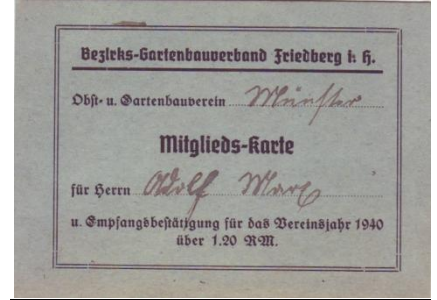 Bezirks-Gartenbauverband Friedberg i. H.
Obst- u. Gartenbauverein Münster
Mitglieds-Karte
für Herrn Adolf Marx
u. Empfangsbestätigung für das Vereinsjahr 1940
über 1.20 RM.